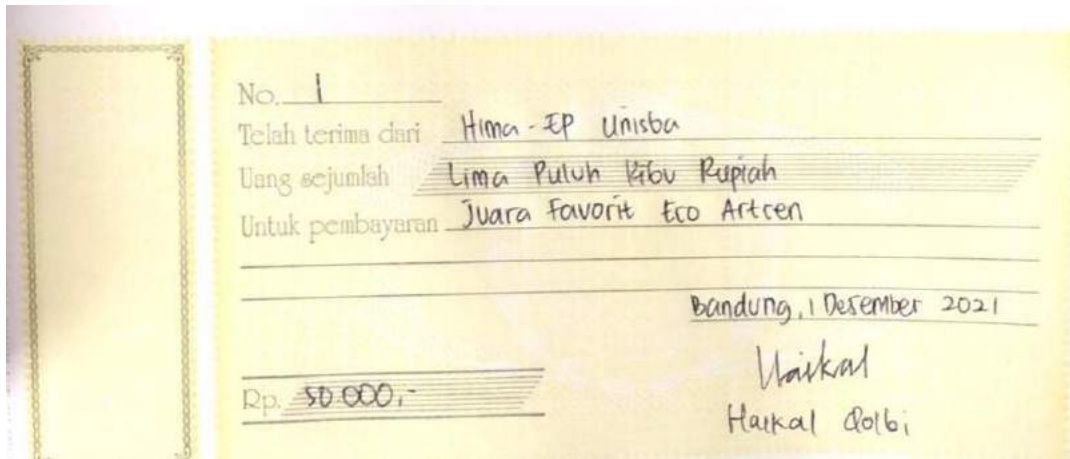 No. 1
Telah terima dari Hima - EP Unisba
Uang sejumlah Lima Puluh Ribu Rupiah
Untuk pembayaran Juara Favorit Eco Artcen
Bandung, 1 Desember 2021
Haikal
Rp. 50.000,-
Haikal Qolbi